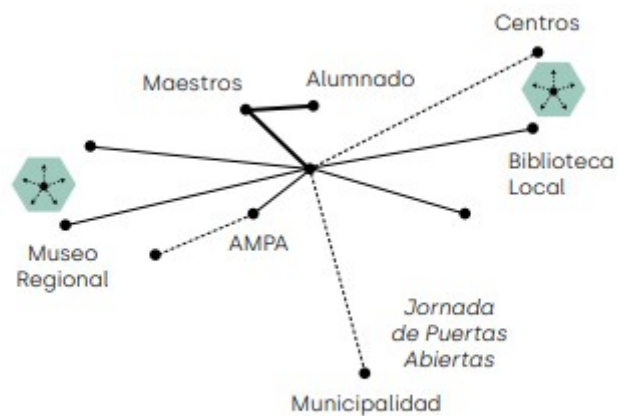 Centros
Maestros
Alumnado
Biblioteca
Local
Museo
Regional
AMPA
Jornada
de Puertas
Abiertas
Municipalidad